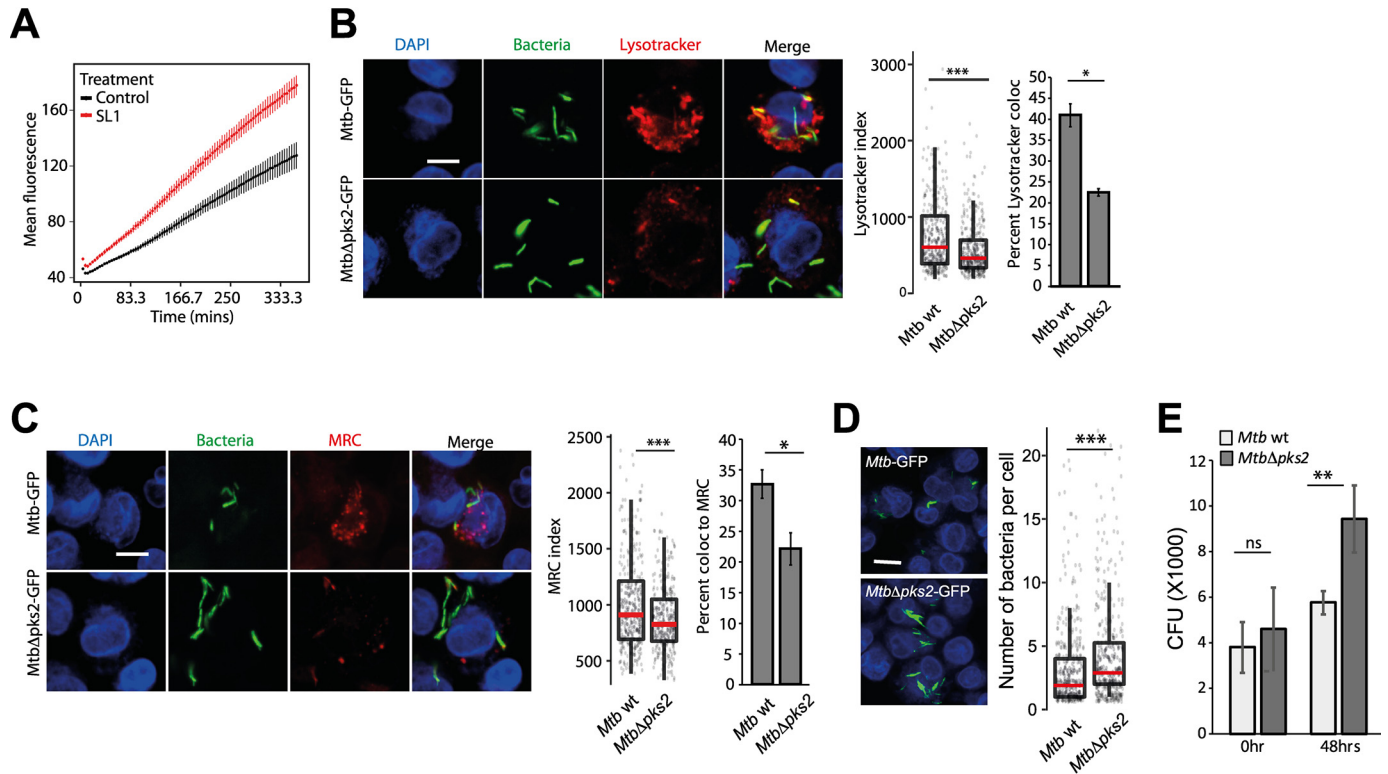 A
Treatment
Control
SL1
160
120
80
40
Mean fluorescence
0 83.3 166.7 250 333.3
Time (mins)
B
DAPI Bacteria Lysotracker Merge
Mtb-GFP
MtbΔpks2-GFP
Lysotracker index
3000
2000
1000
0
***
Mtb wt
MtbΔpks2
Percent Lysotracker coloc
50
45
40
35
30
25
20
15
10
5
0
*
Mtb wt
MtbΔpks2
C
DAPI Bacteria MRC Merge
Mtb-GFP
MtbΔpks2-GFP
MRC index
2500
2000
1500
1000
500
***
Mtb wt
MtbΔpks2
Percent coloc to MRC
40
35
30
25
20
15
10
5
0
*
Mtb wt
MtbΔpks2
D
Mtb-GFP
MtbΔpks2-GFP
Number of bacteria per cell
20
15
10
5
0
***
Mtb wt
MtbΔpks2
E
Mtb wt
MtbΔpks2
CFU (X1000)
12
10
8
6
4
2
0
ns
**
0hr 48hrs